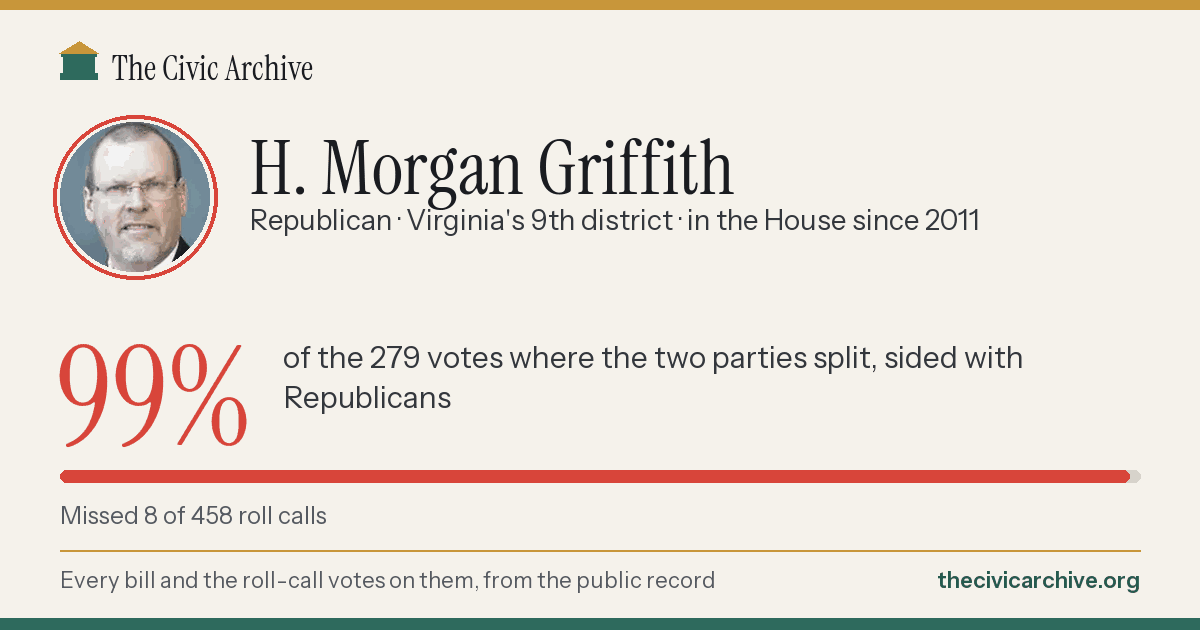 The Civic Archive
H. Morgan Griffith
Republican · Virginia's 9th district · in the House since 2011
99%
of the 279 votes where the two parties split, sided with
Republicans
Missed 8 of 458 roll calls
Every bill and the roll-call votes on them, from the public record
thecivicarchive.org